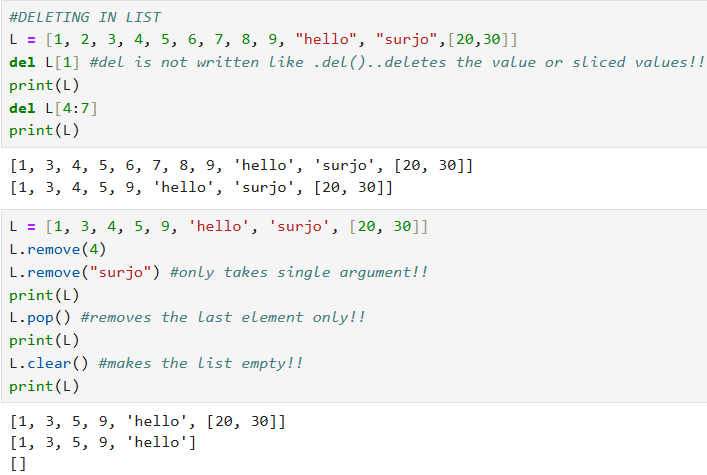 #DELETING IN LIST
L = [1, 2, 3, 4, 5, 6, 7, 8, 9, "hello", "surjo",[20,30]]
del L[1] #del is not written like .del()..deletes the value or sliced values!!
print(L)
del L[4:7]
print(L)
[1, 3, 4, 5, 6, 7, 8, 9, 'hello', 'surjo', [20, 30]]
[1, 3, 4, 5, 9, 'hello', 'surjo', [20, 30]]
L = [1, 3, 4, 5, 9, 'hello', 'surjo', [20, 30]]
L.remove(4)
L.remove("surjo") #only takes single argument!!
print(L)
L.pop() #removes the last element only!!
print(L)
L.clear() #makes the list empty!!
print(L)
[1, 3, 5, 9, 'hello', [20, 30]]
[1, 3, 5, 9, 'hello']
[]